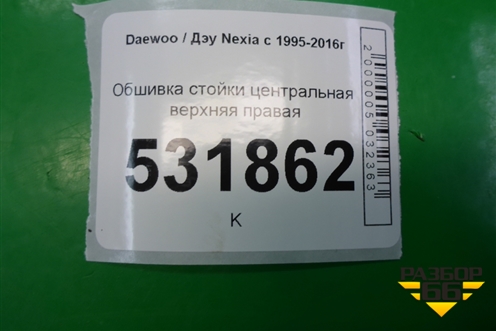 Daewoo / Дэу Nexia с 1995-2016г
Обшивка стойки центральная
верхняя правая
531862
К
2000005032363
РАЗБОР
66